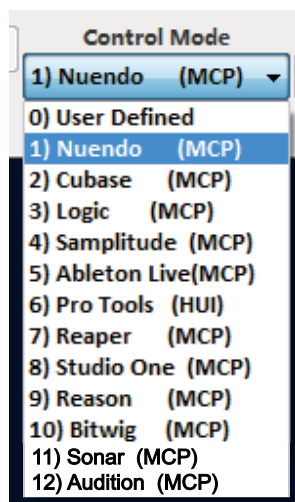 Control Mode
1) Nuendo (MCP)
0) User Defined
1) Nuendo (MCP)
2) Cubase (MCP)
3) Logic (MCP)
4) Samplitude (MCP)
5) Ableton Live(MCP)
6) Pro Tools (HUI)
7) Reaper (MCP)
8) Studio One (MCP)
9) Reason (MCP)
10) Bitwig (MCP)
11) Sonar (MCP)
12) Audition (MCP)